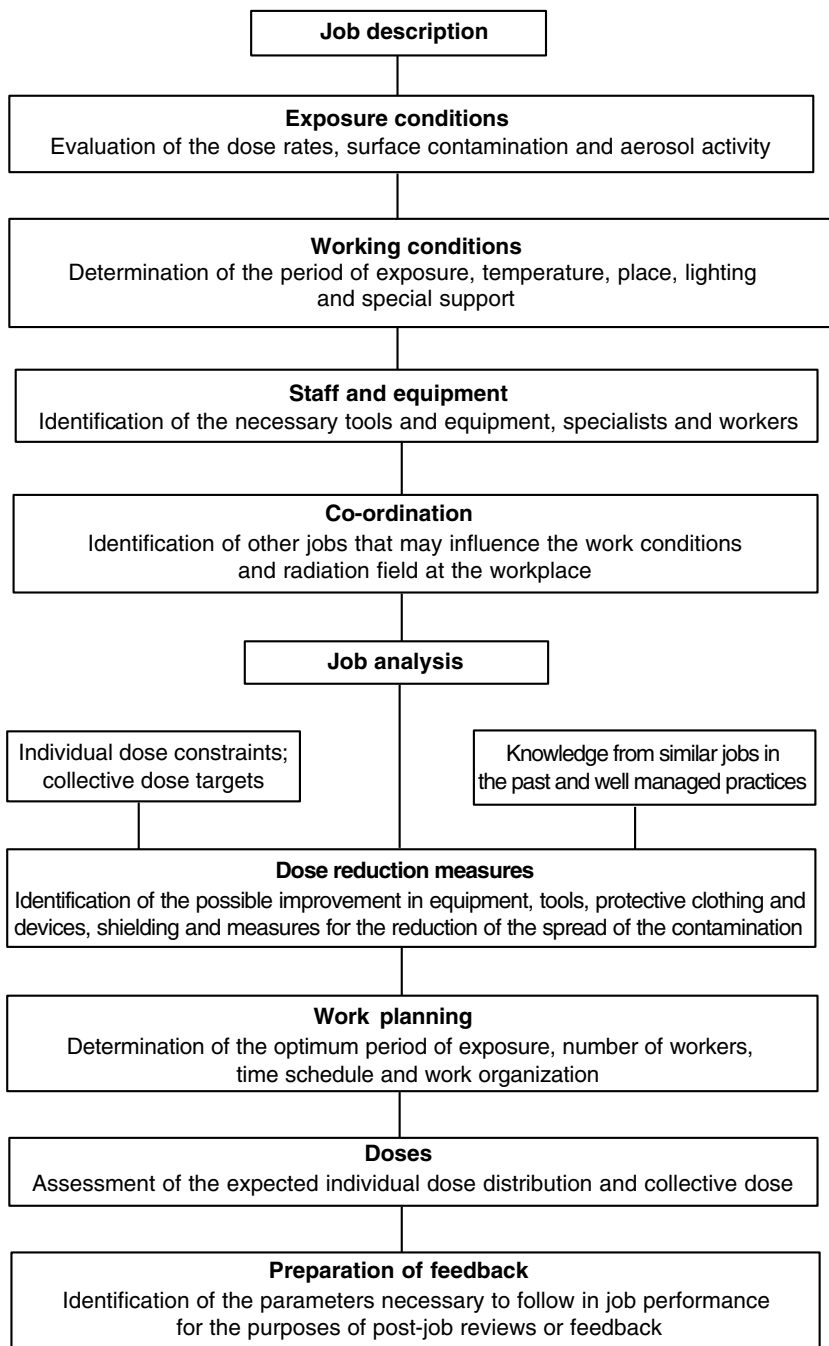 Job description
Exposure conditions
Evaluation of the dose rates, surface contamination and aerosol activity
Working conditions
Determination of the period of exposure, temperature, place, lighting
and special support
Staff and equipment
Identification of the necessary tools and equipment, specialists and workers
Co-ordination
Identification of other jobs that may influence the work conditions
and radiation field at the workplace
Job analysis
Individual dose constraints;
collective dose targets
Knowledge from similar jobs in
the past and well managed practices
Dose reduction measures
Identification of the possible improvement in equipment, tools, protective clothing and
devices, shielding and measures for the reduction of the spread of the contamination
Work planning
Determination of the optimum period of exposure, number of workers,
time schedule and work organization
Doses
Assessment of the expected individual dose distribution and collective dose
Preparation of feedback
Identification of the parameters necessary to follow in job performance
for the purposes of post-job reviews or feedback